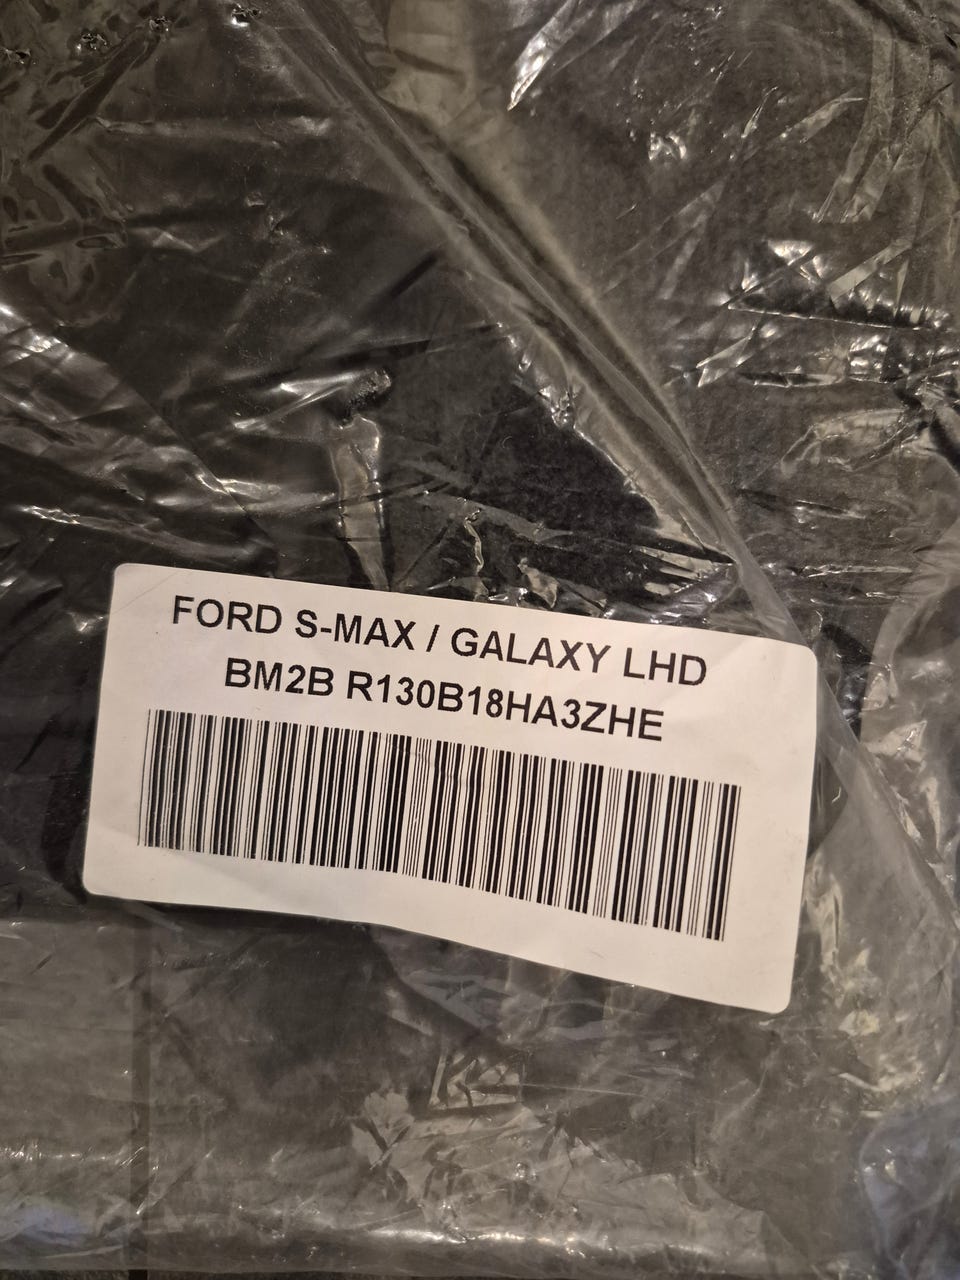 FORD S-MAX / GALAXY LHD
BM2B R130B18HA3ZHE